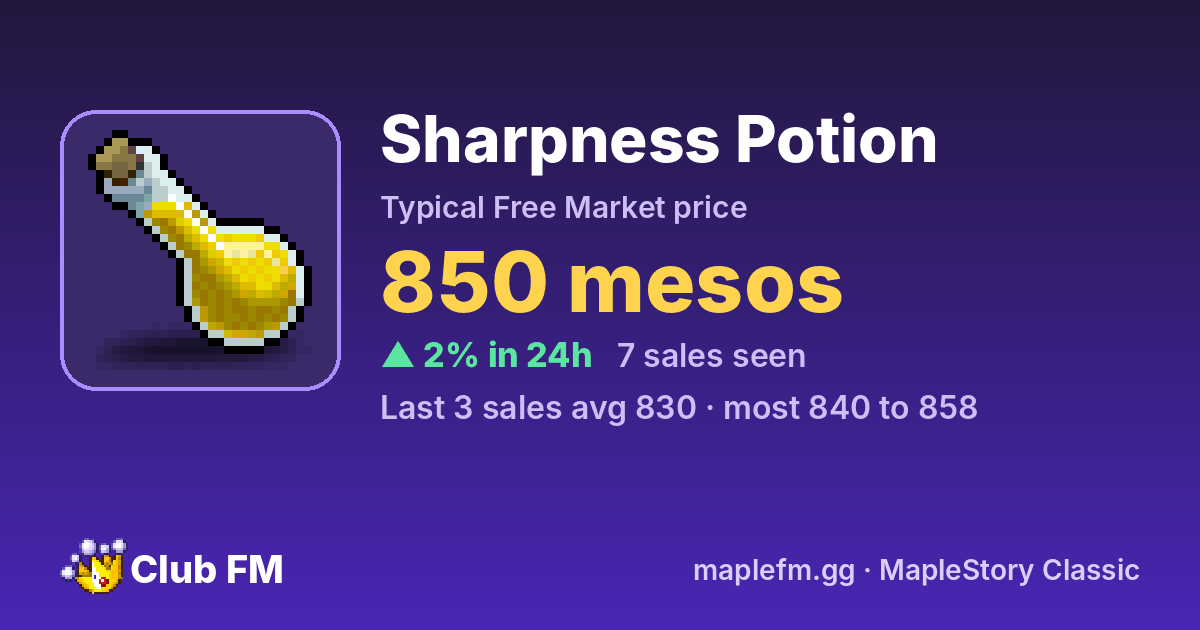 Sharpness Potion
Typical Free Market price
850 mesos
▲ 2% in 24h 7 sales seen
Last 3 sales avg 830 · most 840 to 858
Club FM
maplefm.gg · MapleStory Classic